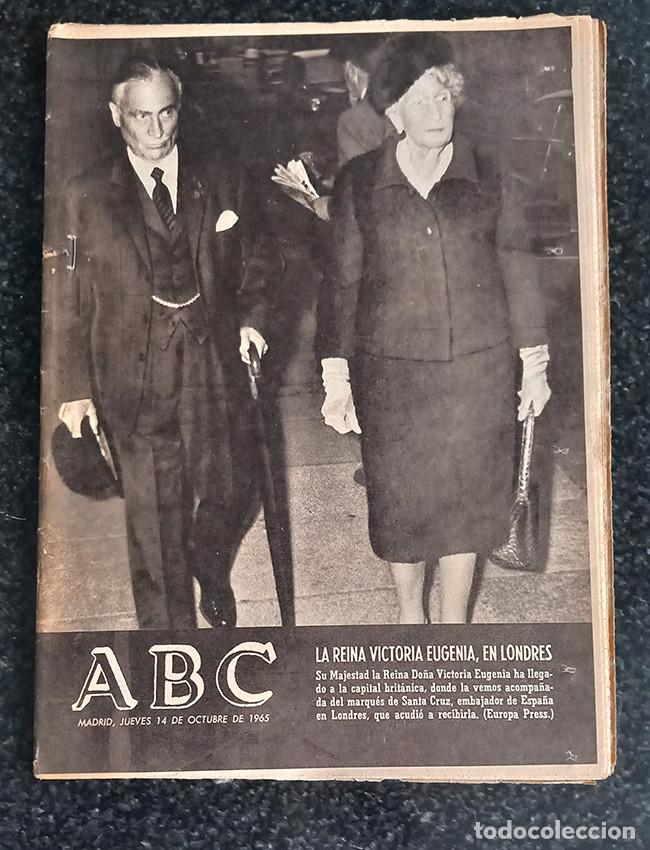 ABC
MADRID, JUEVES 14 DE OCTUBRE DE 1965
LA REINA VICTORIA EUGENIA, EN LONDRES
Su Majestad la Reina Doña Victoria Eugenia ha llega-
do a la capital británica, donde la vemos acompaña-
da del marqués de Santa Cruz, embajador de España
en Londres, que acudió a recibirla. (Europa Press.)
todocoleccion